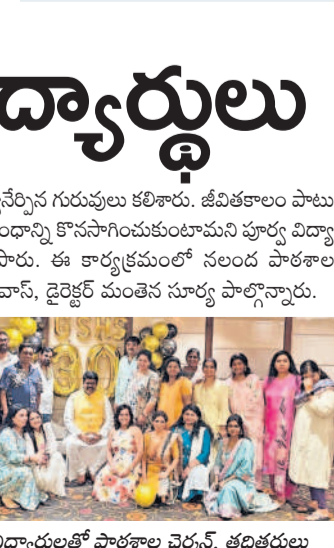 ద్యార్థులు
నేర్పిన గురువులు కలిశారు. జీవితకాలం పాటు
ంధాన్ని కొనసాగించుకుంటామని పూర్వ విద్యా
పారు. ఈ కార్యక్రమంలో నలంద పాఠశాల
వాస్, డైరెక్టర్ మంతెన సూర్య పాల్గొన్నారు.
విద్యార్థులతో పాఠశాల చైర్మన్, తదితరులు